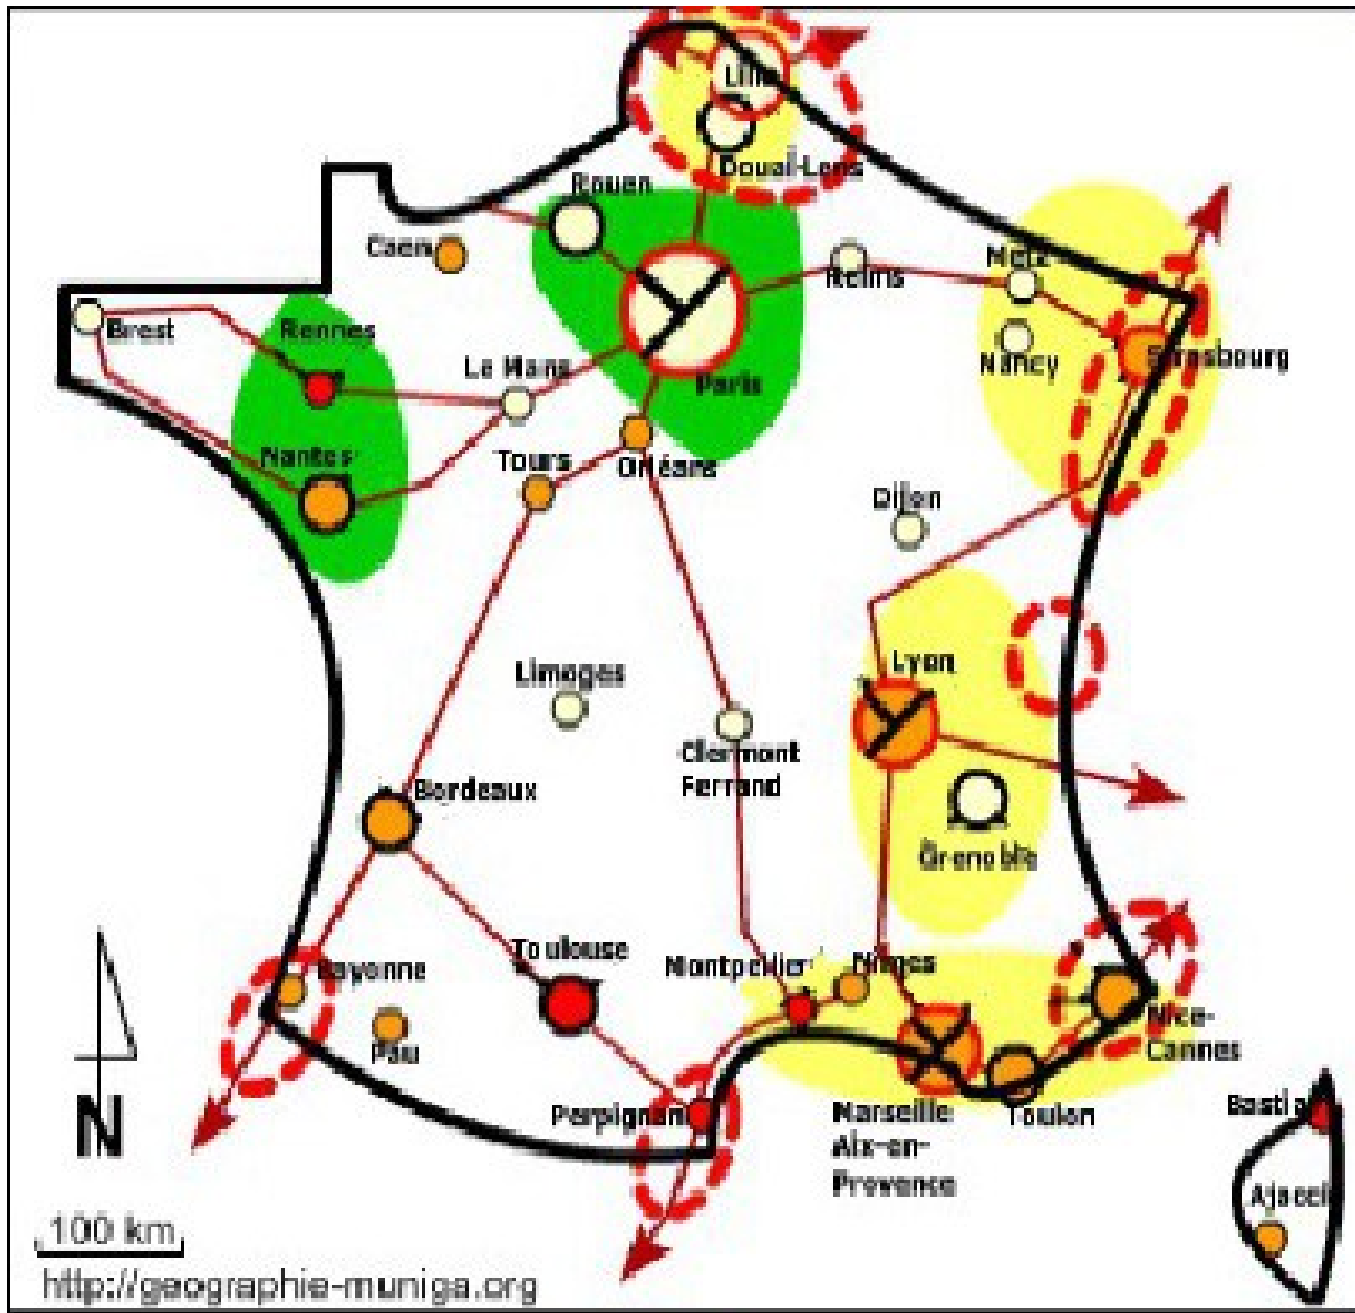 Lille
Douai-Lens
Rouen
Caen
Reims
Metz
Brest
Rennes
Le Mans
Paris
Nancy
Strasbourg
Nantes
Tours
Orléans
Dijon
Limoges
Lyon
Clermont
Ferrand
Bordeaux
Grenoble
Toulouse
Montpellier
Nîmes
Bayonne
Pau
Nice-
Cannes
Perpignan
Marseille
Aix-en-
Provence
Toulon
Bastia
Ajacci
N
100 km
http://geographie-muniga.org